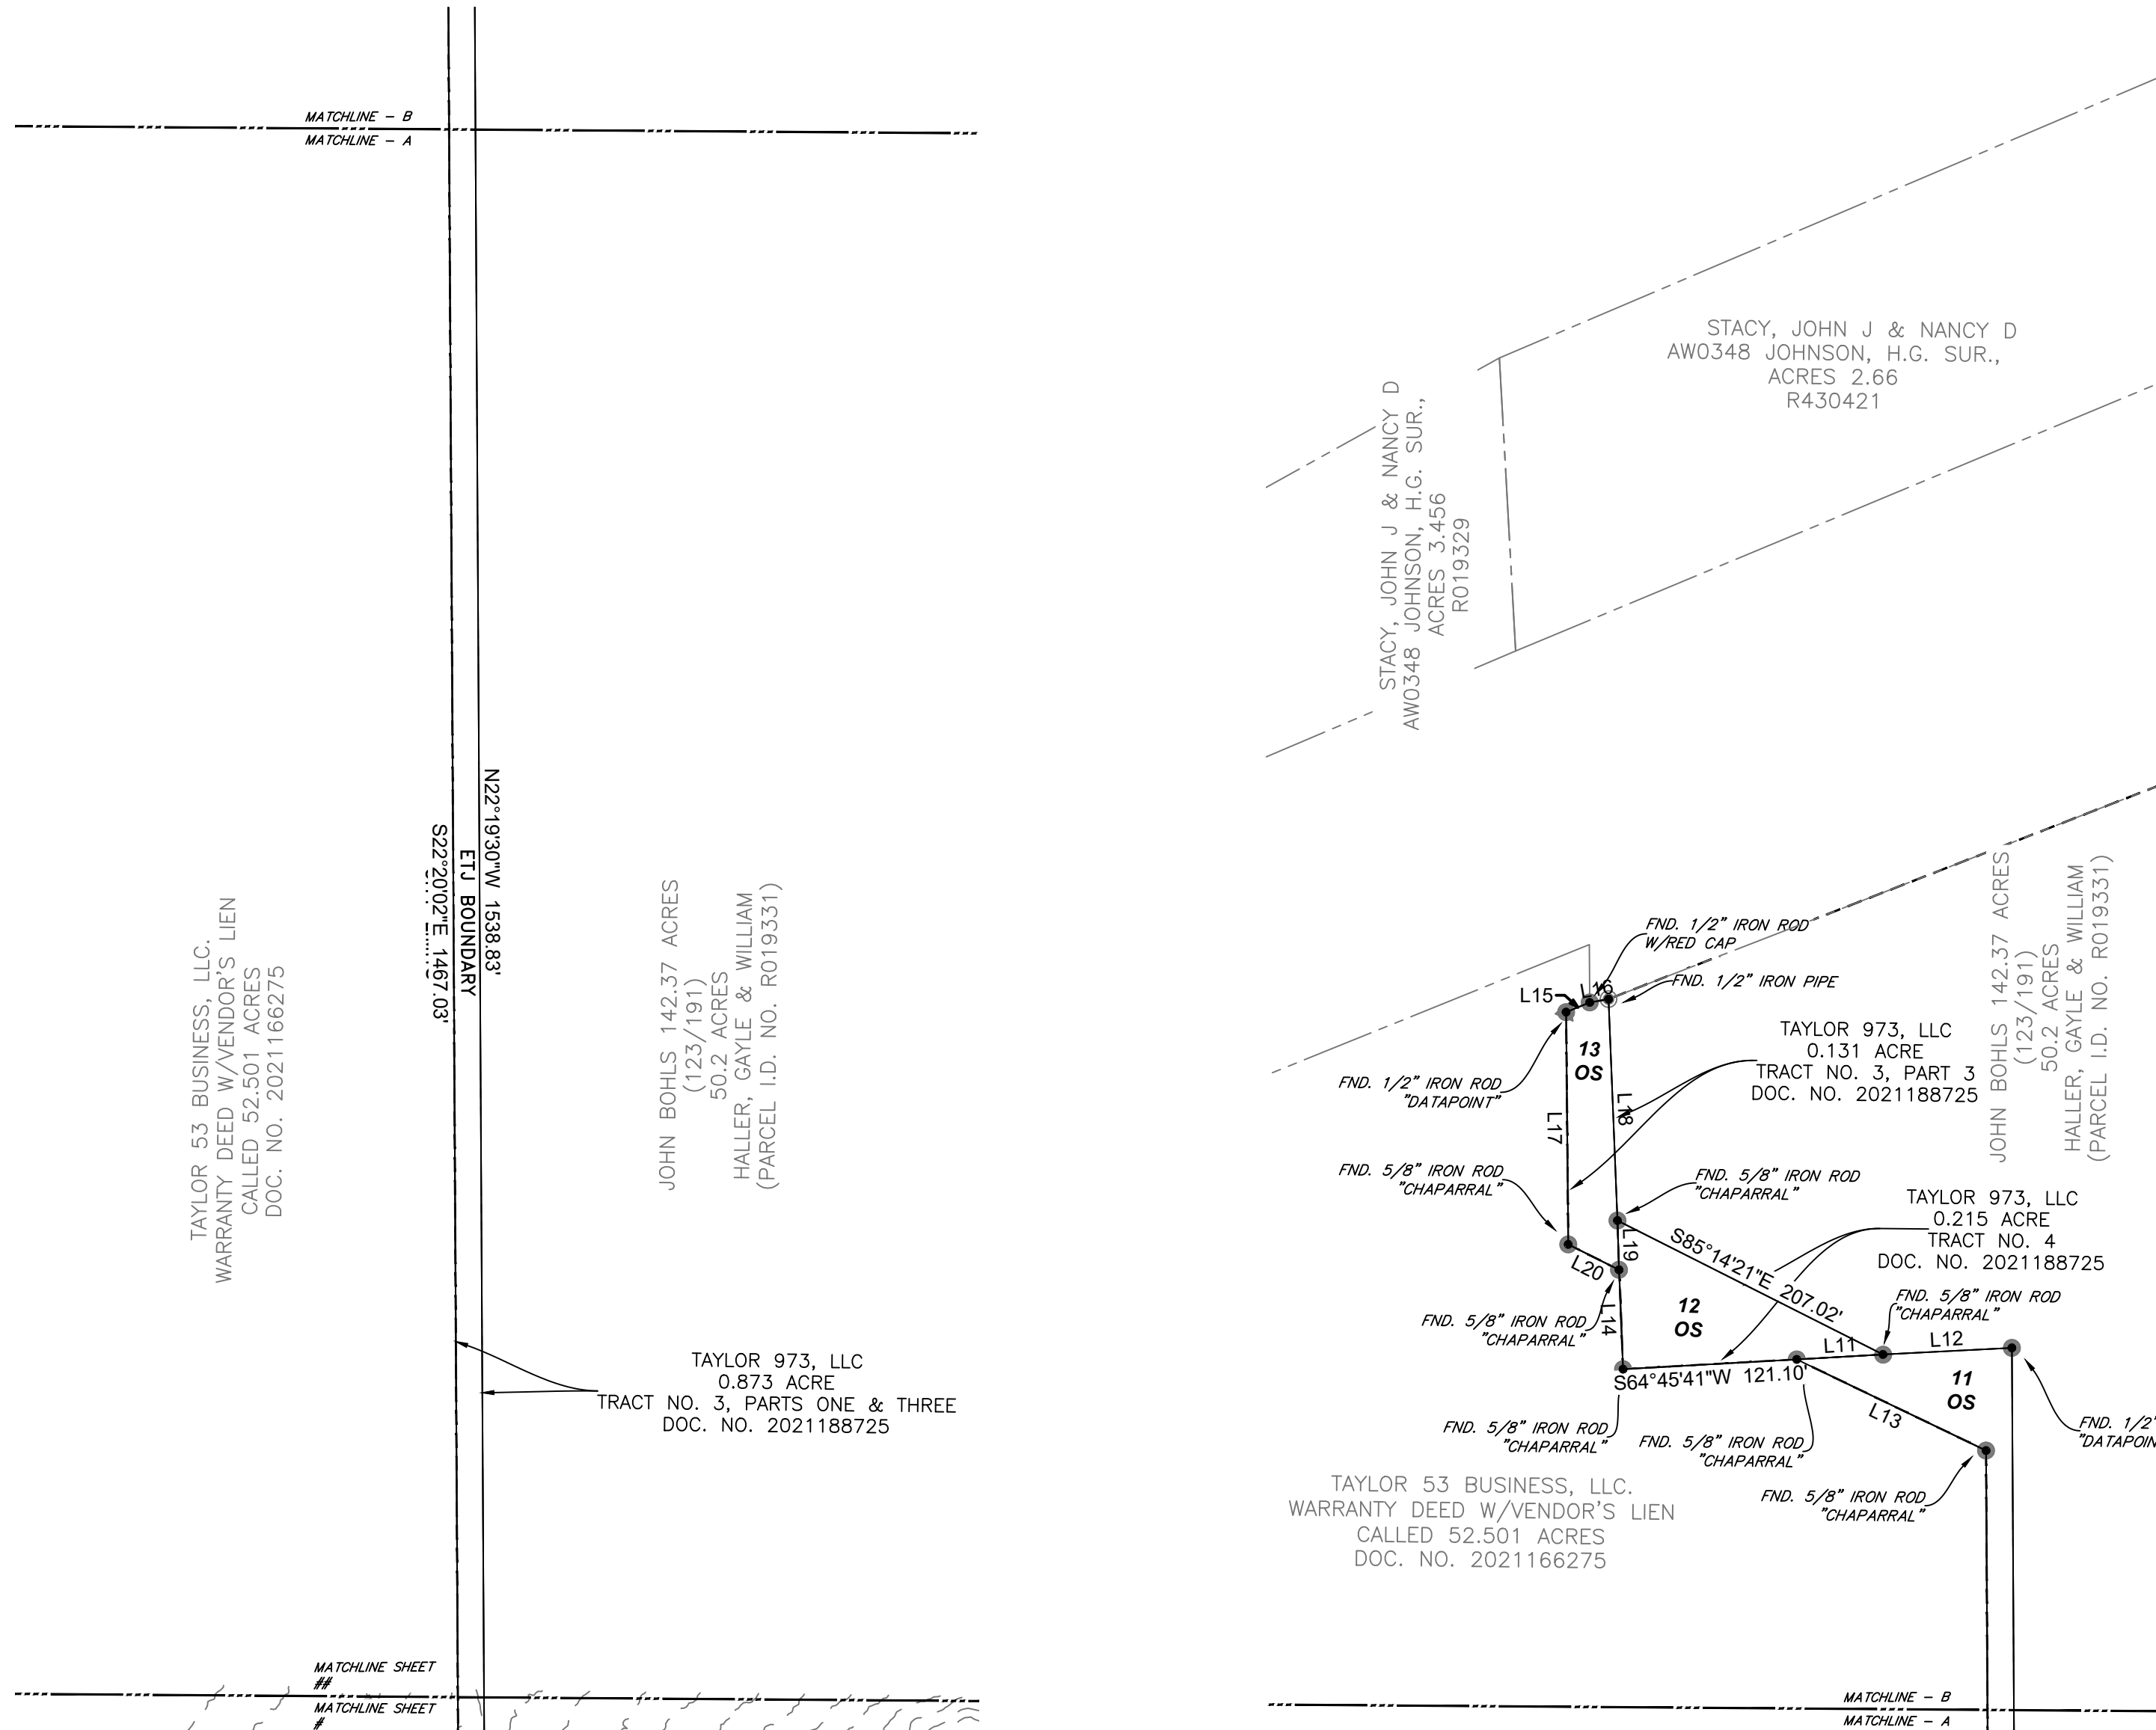 MATCHLINE – B
MATCHLINE – A
N22°19'30"W 1538.83'
ETJ BOUNDARY
S22°20'02"E 1467.03'
TAYLOR 53 BUSINESS, LLC.
WARRANTY DEED W/VENDOR'S LIEN
CALLED 52.501 ACRES
DOC. NO. 2021166275
JOHN BOHLS 142.37 ACRES
(123/191)
50.2 ACRES
HALLER, GAYLE & WILLIAM
(PARCEL I.D. NO. R019331)
TAYLOR 973, LLC
0.873 ACRE
TRACT NO. 3, PARTS ONE & THREE
DOC. NO. 2021188725
MATCHLINE SHEET
##
MATCHLINE SHEET
#
STACY, JOHN J & NANCY D
AW0348 JOHNSON, H.G. SUR.,
ACRES 2.66
R430421
STACY, JOHN J & NANCY D
AW0348 JOHNSON, H.G. SUR.,
ACRES 3.456
R019329
FND. 1/2" IRON ROD
W/RED CAP
L15
L16
FND. 1/2" IRON PIPE
13
OS
TAYLOR 973, LLC
0.131 ACRE
TRACT NO. 3, PART 3
DOC. NO. 2021188725
JOHN BOHLS 142.37 ACRES
(123/191)
50.2 ACRES
HALLER, GAYLE & WILLIAM
(PARCEL I.D. NO. R019331)
FND. 1/2" IRON ROD
"DATAPOINT"
L17
L18
FND. 5/8" IRON ROD
"CHAPARRAL"
FND. 5/8" IRON ROD
"CHAPARRAL"
TAYLOR 973, LLC
0.215 ACRE
TRACT NO. 4
DOC. NO. 2021188725
L19
L20
S85°14'21"E 207.02'
FND. 5/8" IRON ROD
"CHAPARRAL"
12
OS
L14
FND. 5/8" IRON ROD
"CHAPARRAL"
L11
L12
S64°45'41"W 121.10'
11
OS
L13
FND. 5/8" IRON ROD
"CHAPARRAL"
FND. 5/8" IRON ROD
"CHAPARRAL"
FND. 1/2"
"DATAPOIN
FND. 5/8" IRON ROD
"CHAPARRAL"
TAYLOR 53 BUSINESS, LLC.
WARRANTY DEED W/VENDOR'S LIEN
CALLED 52.501 ACRES
DOC. NO. 2021166275
MATCHLINE – B
MATCHLINE – A